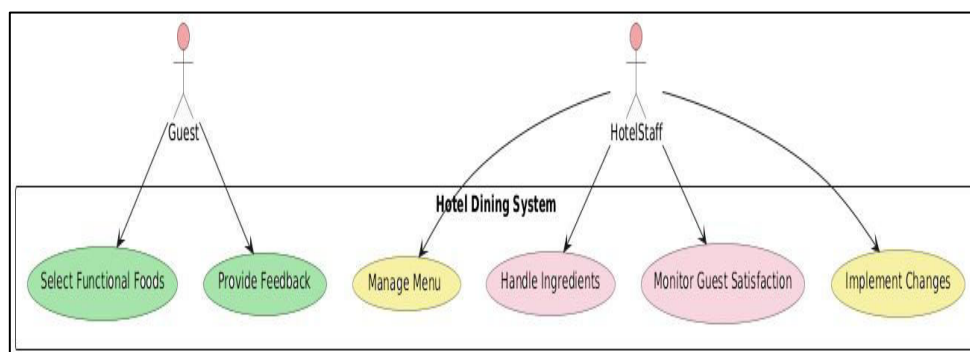 Guest
HotelStaff
Hotel Dining System
Select Functional Foods
Provide Feedback
Manage Menu
Handle Ingredients
Monitor Guest Satisfaction
Implement Changes